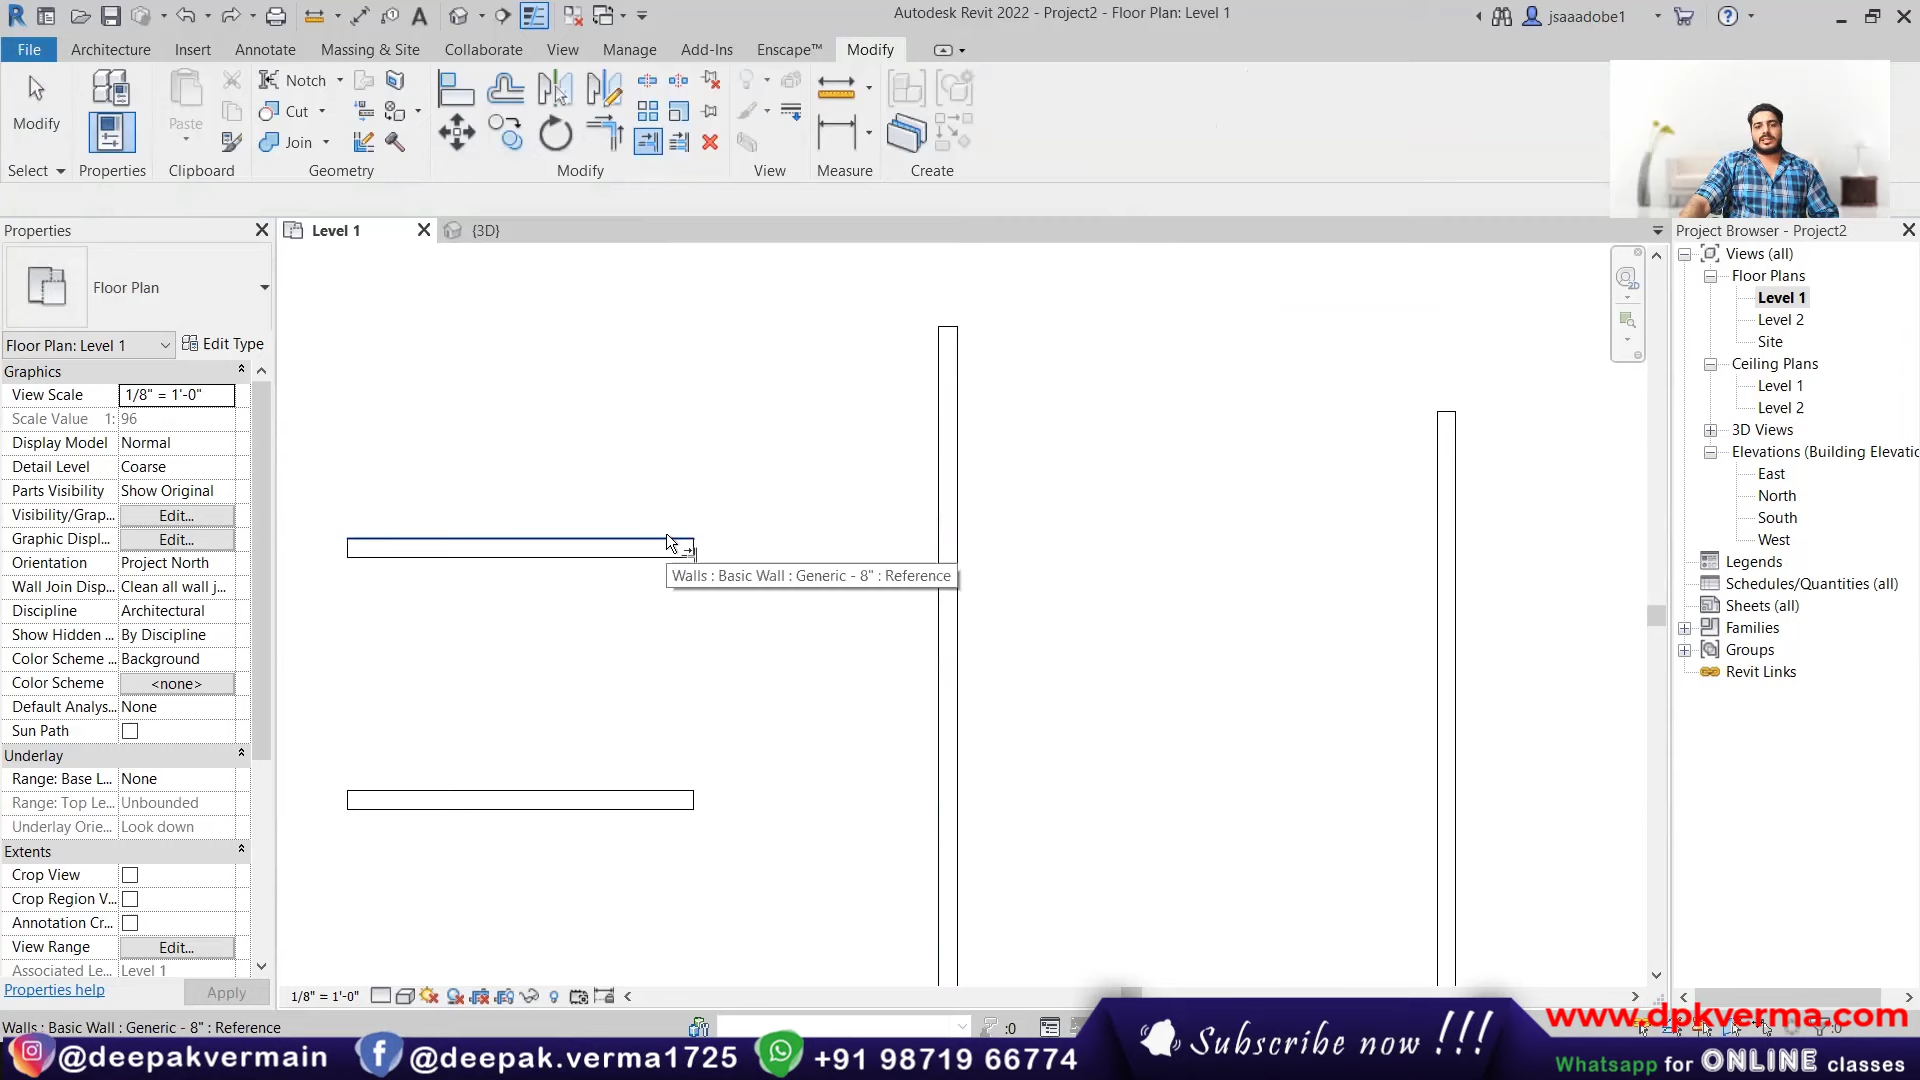 Autodesk Revit 2022 - Project2 - Floor Plan: Level 1
jsaaadobe1
File Architecture Insert Annotate Massing & Site Collaborate View Manage Add-Ins Enscape™ Modify
Modify
Paste
Notch
Cut
Join
Select Properties Clipboard Geometry Modify View Measure Create
Properties
Level 1
{3D}
Project Browser - Project2
Floor Plan
Floor Plan: Level 1
Edit Type
Graphics
View Scale 1/8" = 1'-0"
Scale Value 1: 96
Display Model Normal
Detail Level Coarse
Parts Visibility Show Original
Visibility/Grap... Edit...
Graphic Displ... Edit...
Orientation Project North
Wall Join Disp... Clean all wall j...
Discipline Architectural
Show Hidden ... By Discipline
Color Scheme ... Background
Color Scheme <none>
Default Analys... None
Sun Path
Underlay
Range: Base L... None
Range: Top Le... Unbounded
Underlay Orie... Look down
Extents
Crop View
Crop Region V...
Annotation Cr...
View Range Edit...
Associated Le... Level 1
Properties help
Apply
2D
Walls : Basic Wall : Generic - 8" : Reference
Views (all)
Floor Plans
Level 1
Level 2
Site
Ceiling Plans
Level 1
Level 2
3D Views
Elevations (Building Elevatic
East
North
South
West
Legends
Schedules/Quantities (all)
Sheets (all)
Families
Groups
Revit Links
1/8" = 1'-0"
Walls : Basic Wall : Generic - 8" : Reference
:0
:0
@deepakvermain
@deepak.verma1725
+91 98719 66774
Subscribe now !!!
www.dpkverma.com
Whatsapp for ONLINE classes